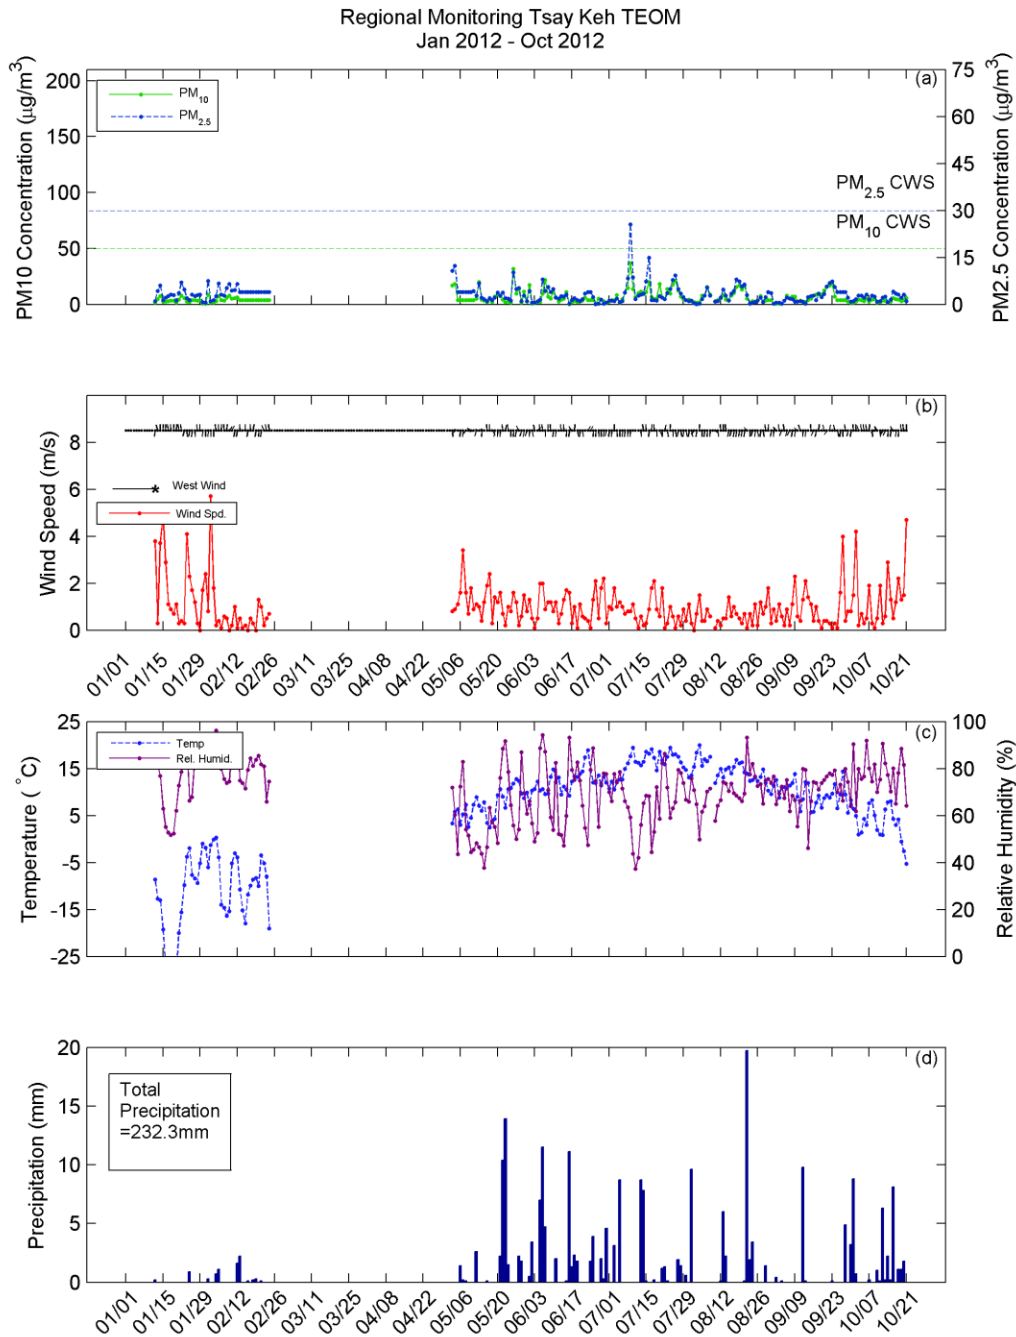 Regional Monitoring Tsay Keh TEOM
Jan 2012 - Oct 2012
(a)
PM10 Concentration (μg/m³)
200
150
100
50
0
PM₁₀
PM₂.₅
PM₂.₅ CWS
PM₁₀ CWS
75
60
45
30
15
0
PM2.5 Concentration (μg/m³)
(b)
Wind Speed (m/s)
8
6
4
2
0
West Wind
Wind Spd.
01/01 01/15 01/29 02/12 02/26 03/11 03/25 04/08 04/22 05/06 05/20 06/03 06/17 07/01 07/15 07/29 08/12 08/26 09/09 09/23 10/07 10/21
(c)
Temperature (°C)
25
15
5
-5
-15
-25
Temp
Rel. Humid.
100
80
60
40
20
0
Relative Humidity (%)
(d)
Precipitation (mm)
20
15
10
5
0
Total
Precipitation
=232.3mm
01/01 01/15 01/29 02/12 02/26 03/11 03/25 04/08 04/22 05/06 05/20 06/03 06/17 07/01 07/15 07/29 08/12 08/26 09/09 09/23 10/07 10/21